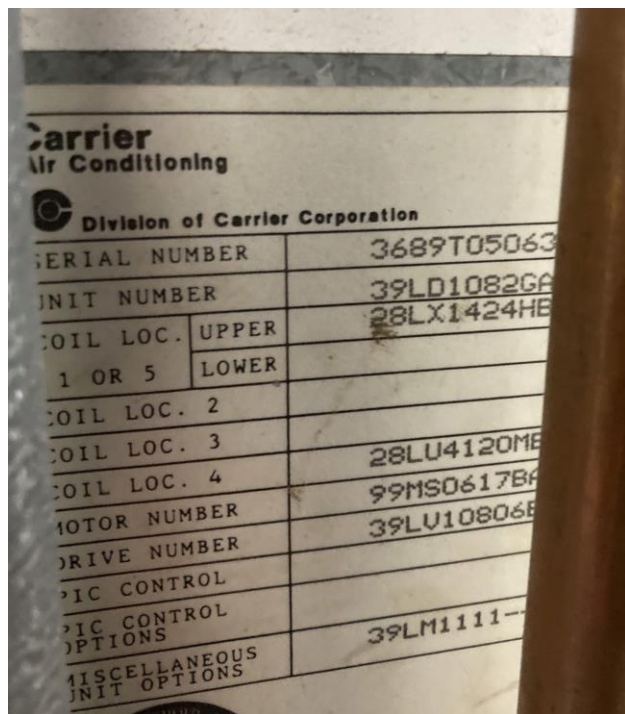 Carrier
Air Conditioning
Division of Carrier Corporation
SERIAL NUMBER 3689T05063
UNIT NUMBER 39LD1082GA
COIL LOC. 1 OR 5 UPPER 28LX1424HB
LOWER
COIL LOC. 2
COIL LOC. 3
COIL LOC. 4 28LU4120M
MOTOR NUMBER 99MS0617BA
DRIVE NUMBER 39LV10806
PIC CONTROL
PIC CONTROL OPTIONS
MISCELLANEOUS UNIT OPTIONS 39LM1111--